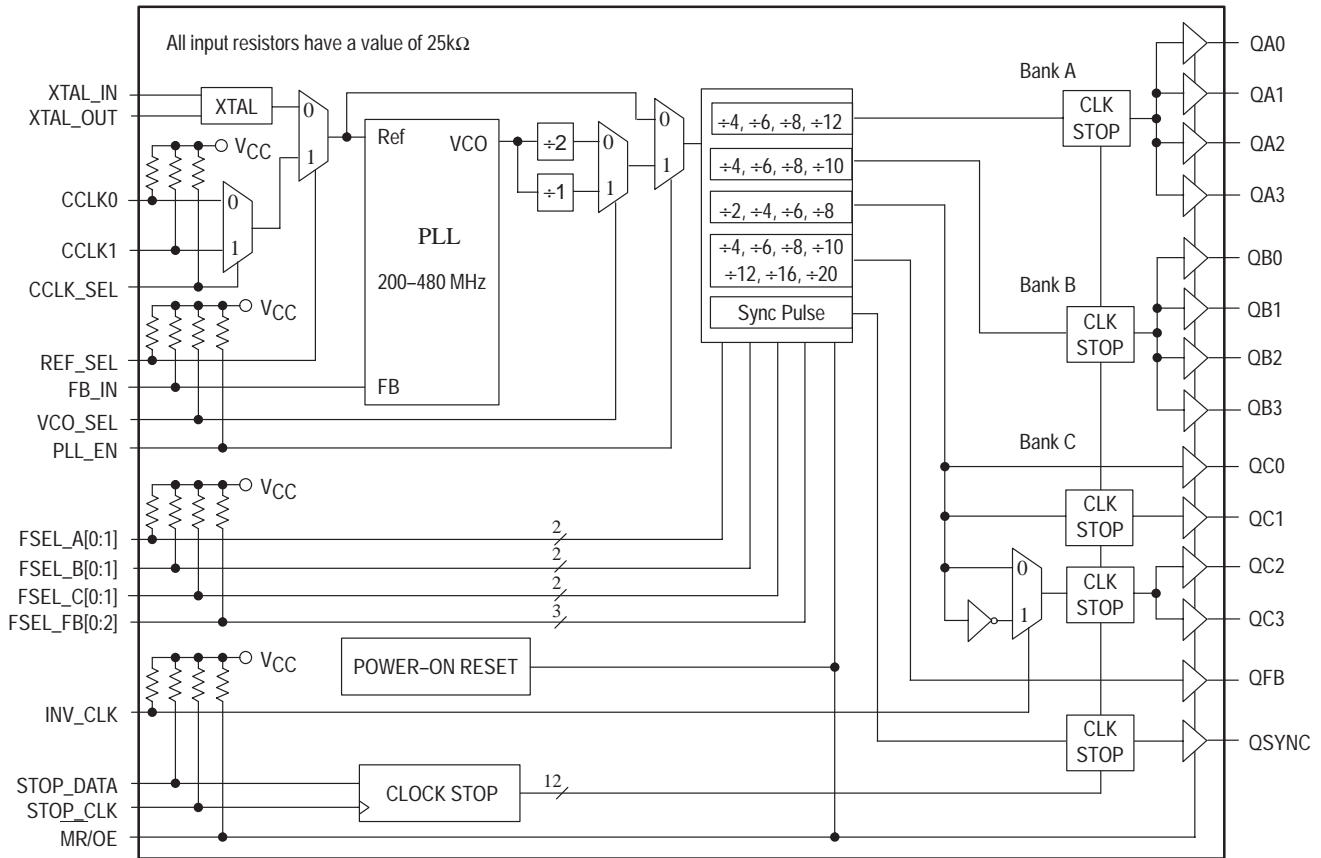 All input resistors have a value of 25kΩ
XTAL_IN
XTAL_OUT
XTAL
0
1
VCC
CCLK0
CCLK1
CCLK_SEL
0
1
VCC
REF_SEL
FB_IN
VCO_SEL
PLL_EN
Ref
VCO
PLL
200–480 MHz
FB
÷2
÷1
0
1
0
1
÷4, ÷6, ÷8, ÷12
÷4, ÷6, ÷8, ÷10
÷2, ÷4, ÷6, ÷8
÷4, ÷6, ÷8, ÷10
÷12, ÷16, ÷20
Sync Pulse
Bank A
CLK
STOP
QA0
QA1
QA2
QA3
Bank B
CLK
STOP
QB0
QB1
QB2
QB3
Bank C
QC0
CLK
STOP
QC1
0
1
CLK
STOP
QC2
QC3
QFB
CLK
STOP
QSYNC
VCC
FSEL_A[0:1]
2
FSEL_B[0:1]
2
FSEL_C[0:1]
2
FSEL_FB[0:2]
3
VCC
POWER–ON RESET
INV_CLK
STOP_DATA
STOP_CLK
MR/OE
CLOCK STOP
12